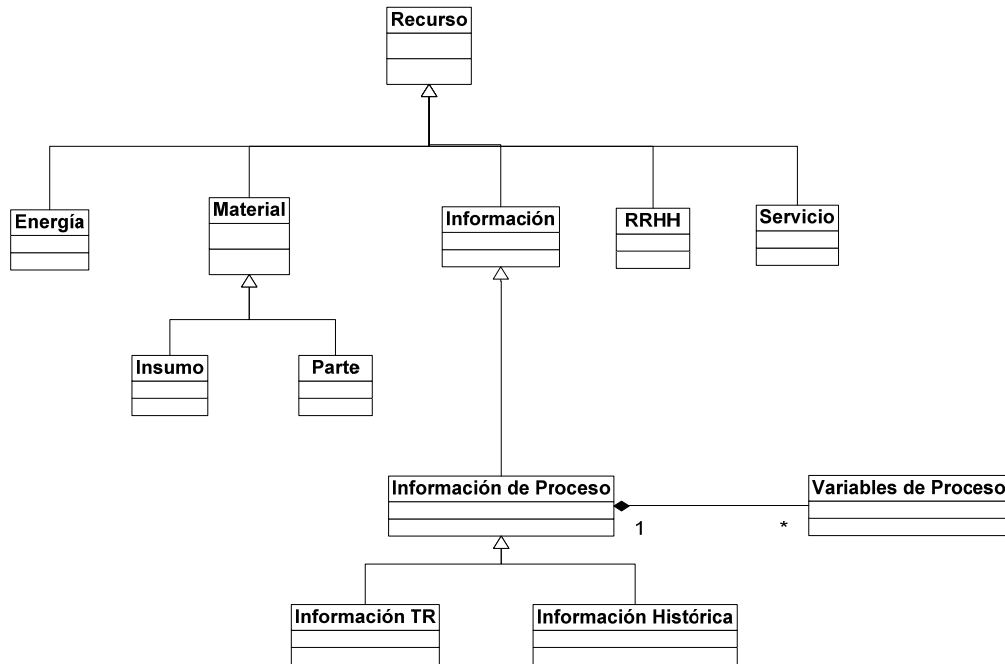 Recurso
Energía
Material
Información
RRHH
Servicio
Insumo
Parte
Información de Proceso
Variables de Proceso
1
*
Información TR
Información Histórica